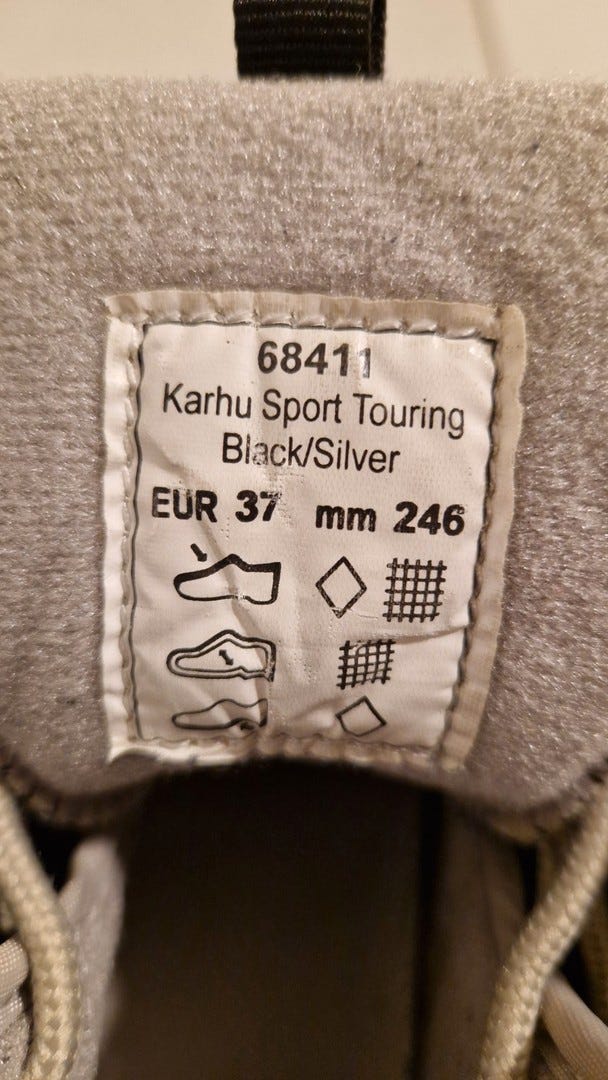 68411
Karhu Sport Touring
Black/Silver
EUR 37 mm 246